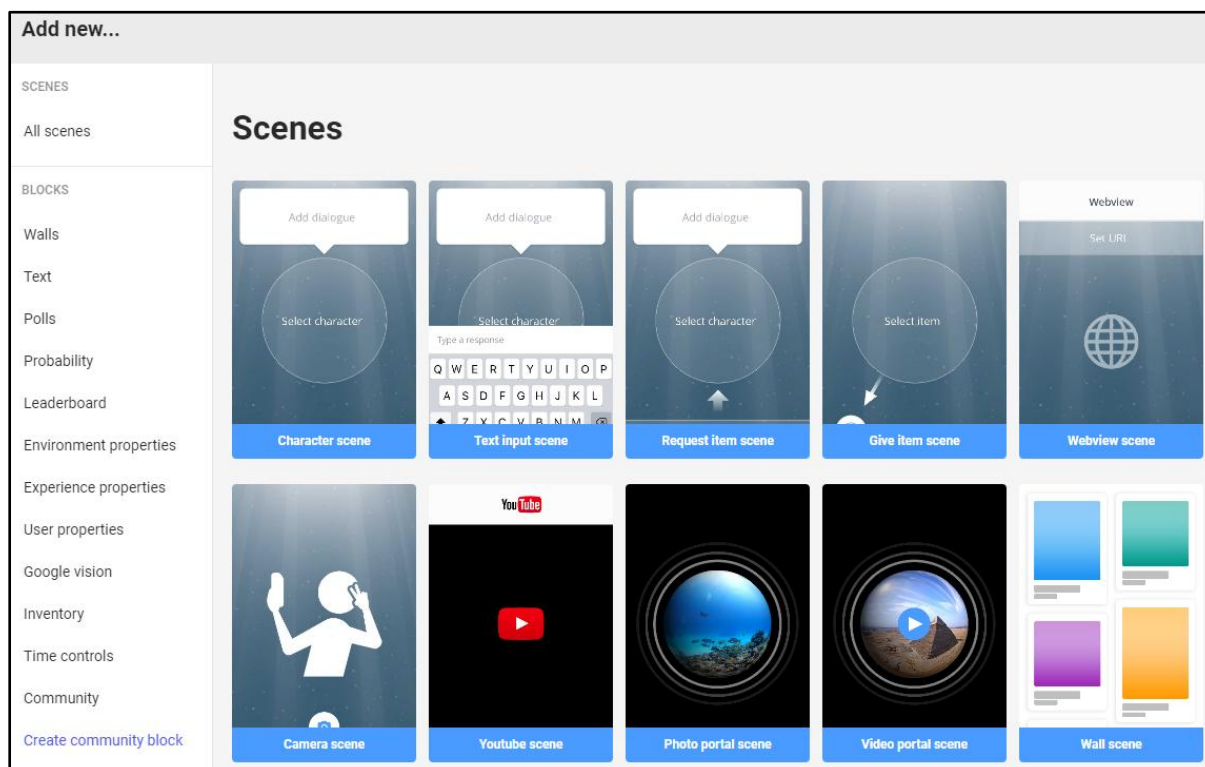 Add new...
SCENES
All scenes
BLOCKS
Walls
Text
Polls
Probability
Leaderboard
Environment properties
Experience properties
User properties
Google vision
Inventory
Time controls
Community
Create community block
Scenes
Add dialogue
Select character
Character scene
Add dialogue
Select character
Type a response
Q W E R T Y U I O P
A S D F G H J K L
Z X C V B N M
Text input scene
Add dialogue
Select character
Request item scene
Select item
Give item scene
Webview
Set URL
Webview scene
Camera scene
YouTube
Youtube scene
Photo portal scene
Video portal scene
Wall scene